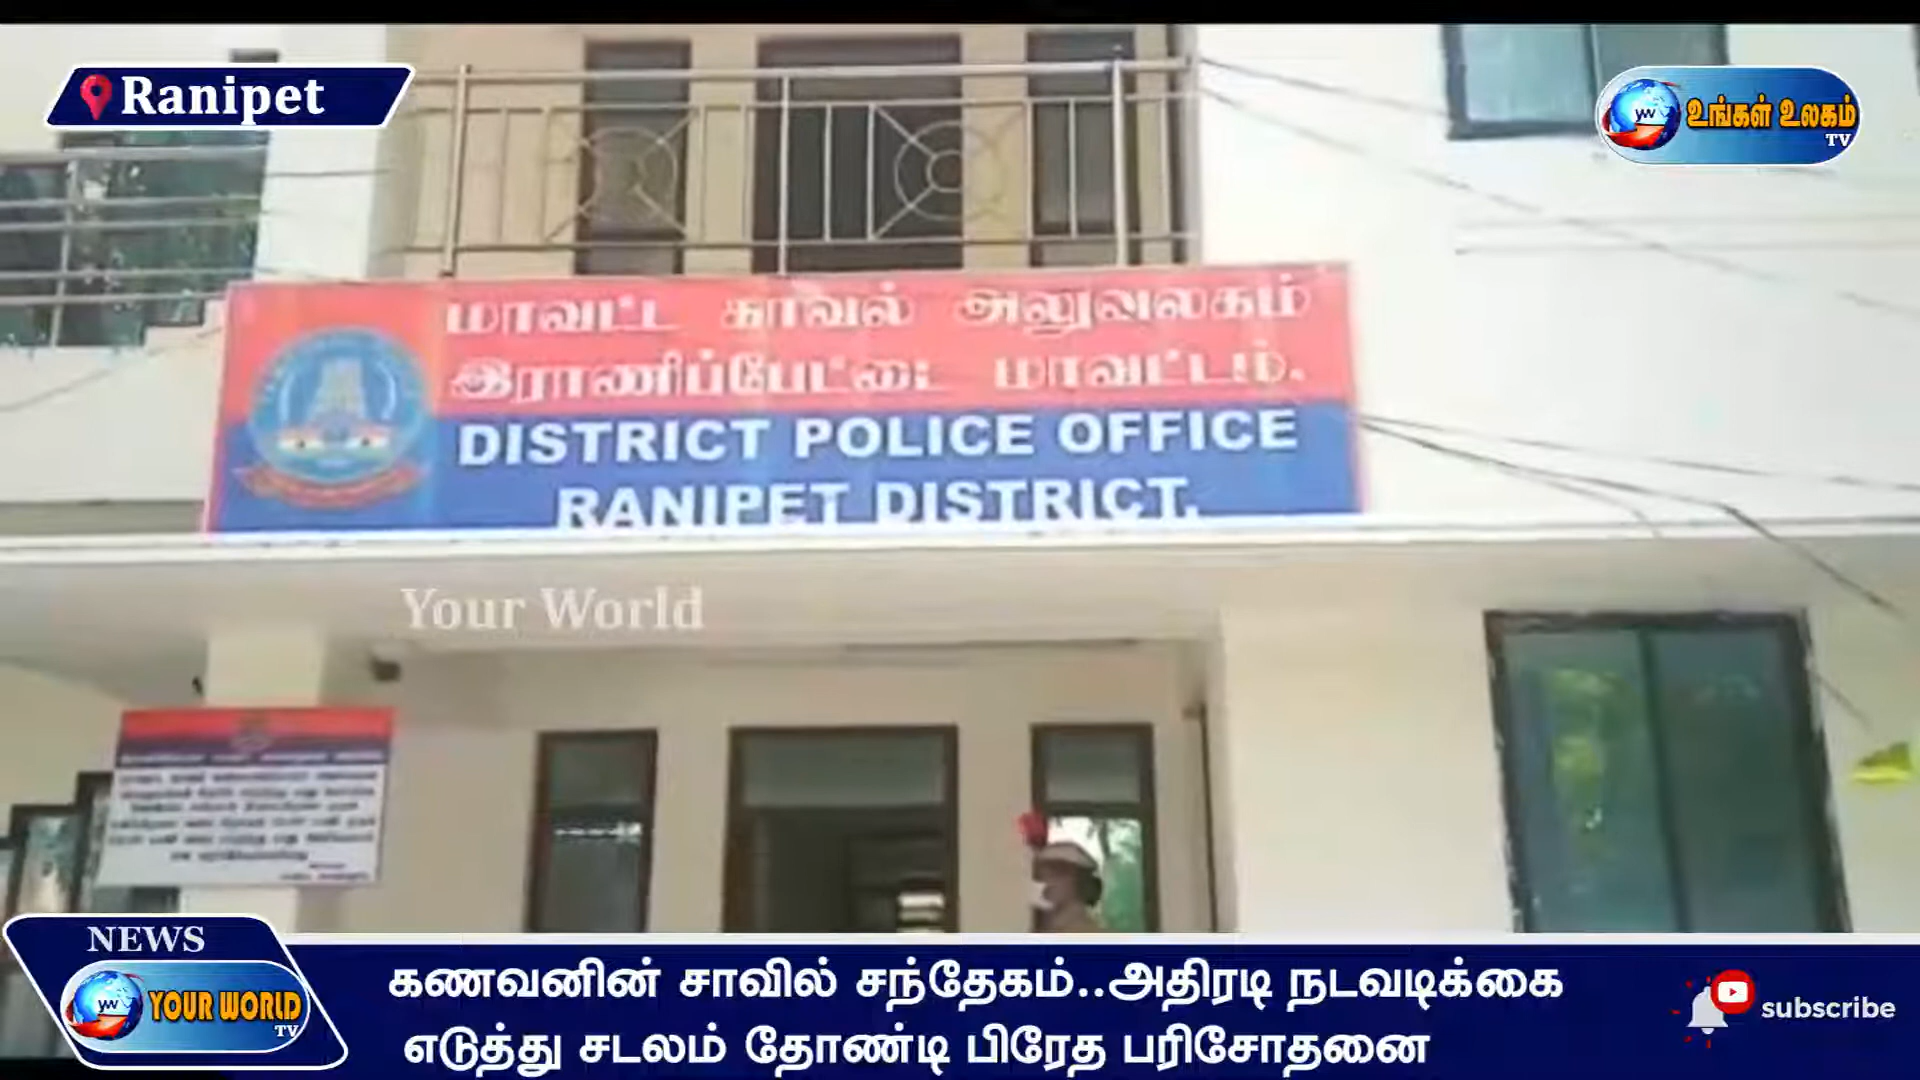 Ranipet
உங்கள் உலகம்
TV
மாவட்ட காவல் அலுவலகம்
இராணிப்பேட்டை மாவட்டம்.
DISTRICT POLICE OFFICE
RANIPET DISTRICT.
Your World
NEWS
YOUR WORLD
TV
கணவனின் சாவில் சந்தேகம்..அதிரடி நடவடிக்கை
எடுத்து சடலம் தோண்டி பிரேத பரிசோதனை
subscribe